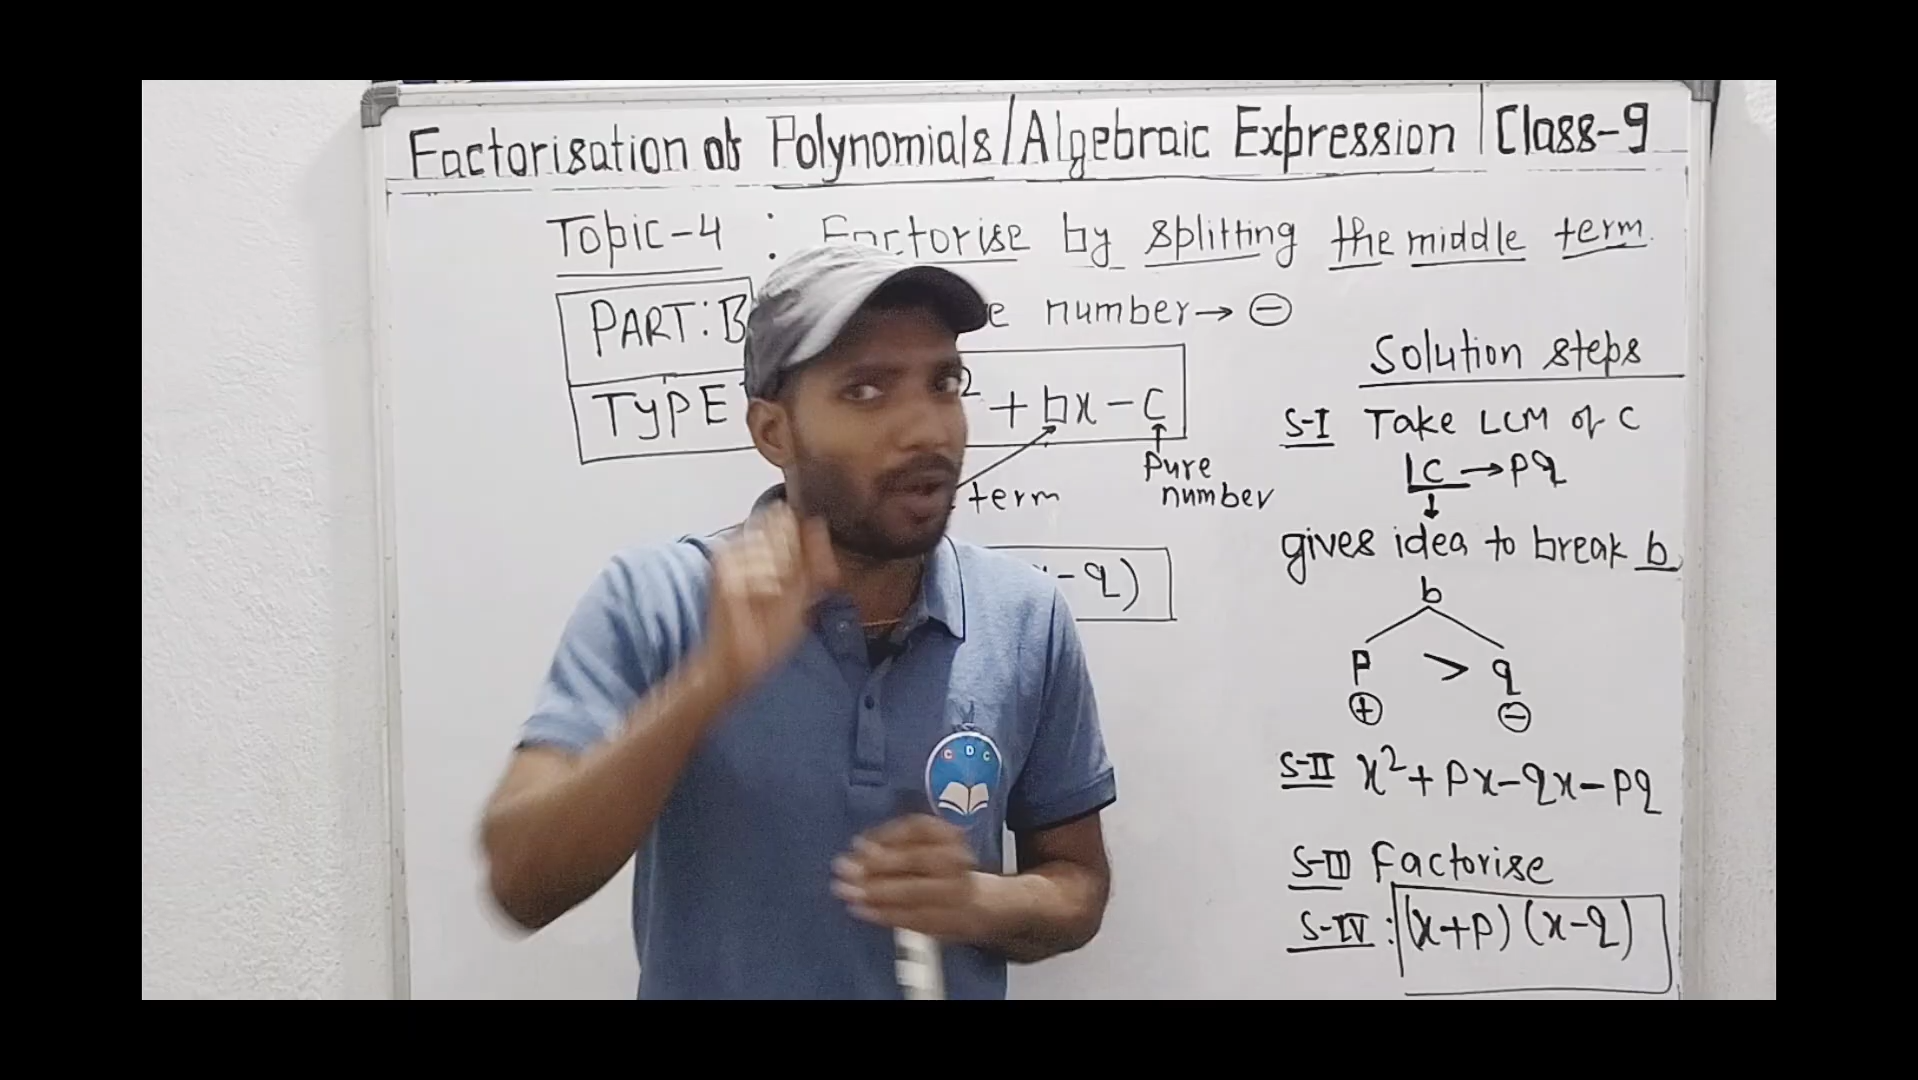 Factorisation of Polynomials/Algebraic Expression | Class-9
Topic-4 : Factorise by splitting the middle term.
PART: B
number → ⊖
TYPE
² + bx - c
term
Pure
number
- q)
Solution steps
S-I Take LCM of C
LC → pq
gives idea to break b
b
p > q
⊕ ⊖
S-II x² + px - qx - pq
S-III Factorise
S-IV : (x+p) (x-q)
C D C